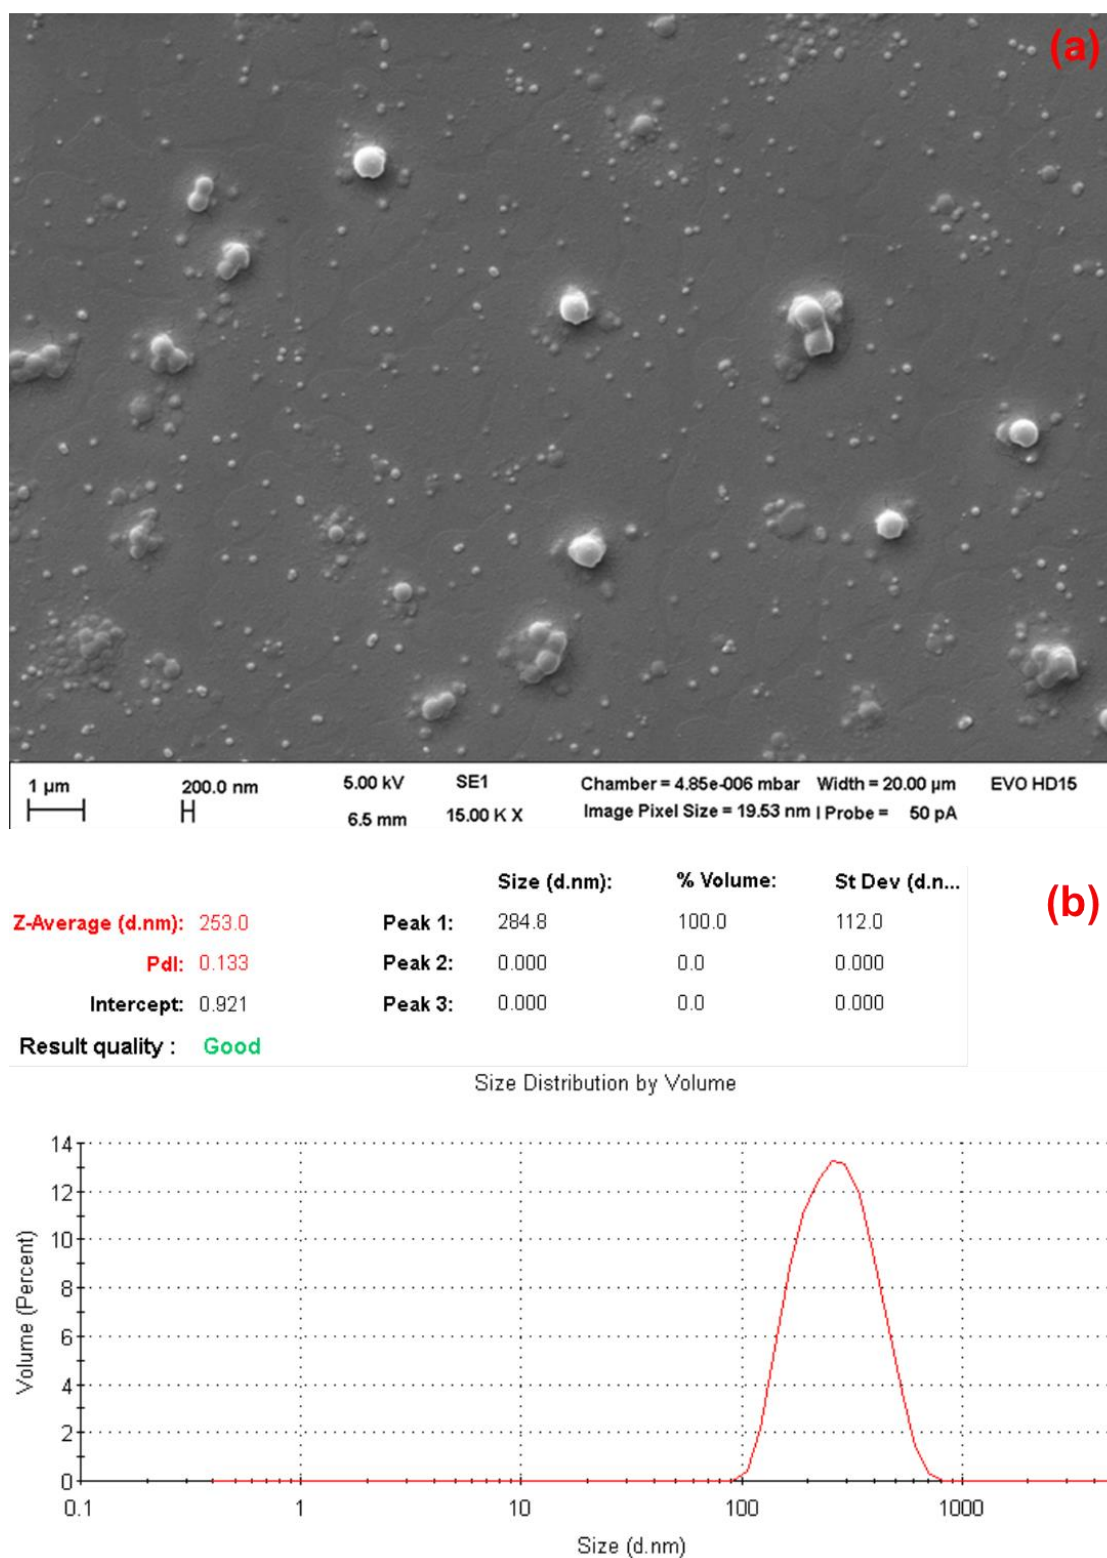 (a)
1 µm 200.0 nm 5.00 kV SE1 Chamber = 4.85e-006 mbar Width = 20.00 µm EVO HD15
6.5 mm 15.00 K X Image Pixel Size = 19.53 nm I Probe = 50 pA
(b)
Size (d.nm): % Volume: St Dev (d.n...
Z-Average (d.nm): 253.0 Peak 1: 284.8 100.0 112.0
PdI: 0.133 Peak 2: 0.000 0.0 0.000
Intercept: 0.921 Peak 3: 0.000 0.0 0.000
Result quality : Good
Size Distribution by Volume
Volume (Percent)
14
12
10
8
6
4
2
0
0.1 1 10 100 1000
Size (d.nm)